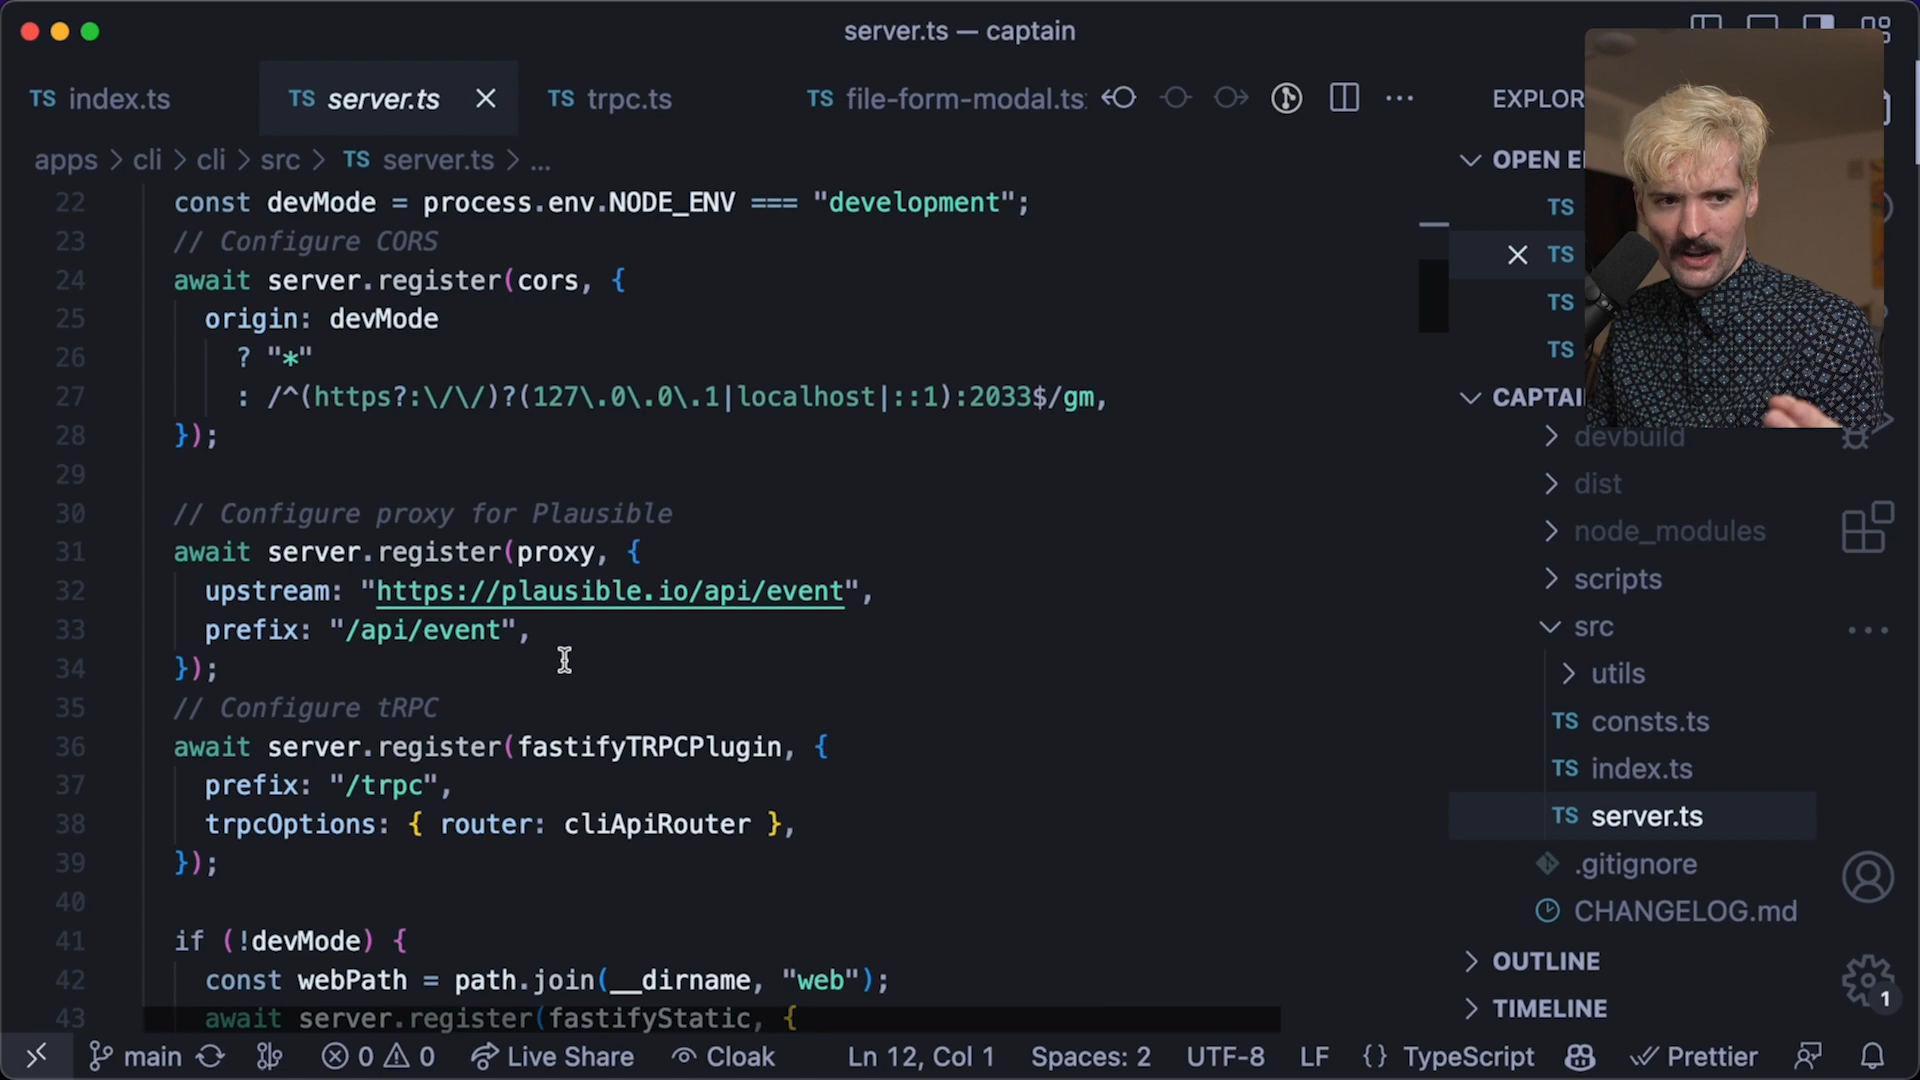 server.ts — captain
TS index.ts
TS server.ts
TS trpc.ts
TS file-form-modal.ts
apps > cli > cli > src > TS server.ts > ...
22 const devMode = process.env.NODE_ENV === "development";
23 // Configure CORS
24 await server.register(cors, {
25 origin: devMode
26 ? "*"
27 : /^(https?:\/\/)?(127\.0\.0\.1|localhost|::1):2033$/gm,
28 });
29
30 // Configure proxy for Plausible
31 await server.register(proxy, {
32 upstream: "https://plausible.io/api/event",
33 prefix: "/api/event",
34 });
35 // Configure tRPC
36 await server.register(fastifyTRPCPlugin, {
37 prefix: "/trpc",
38 trpcOptions: { router: cliApiRouter },
39 });
40
41 if (!devMode) {
42 const webPath = path.join(__dirname, "web");
43 await server.register(fastifyStatic, {
EXPLOR
OPEN E
TS
TS
TS
TS
CAPTAI
devbuild
dist
node_modules
scripts
src
utils
TS consts.ts
TS index.ts
TS server.ts
.gitignore
CHANGELOG.md
OUTLINE
TIMELINE
1
main
0
0
Live Share
Cloak
Ln 12, Col 1
Spaces: 2
UTF-8
LF
{} TypeScript
Prettier